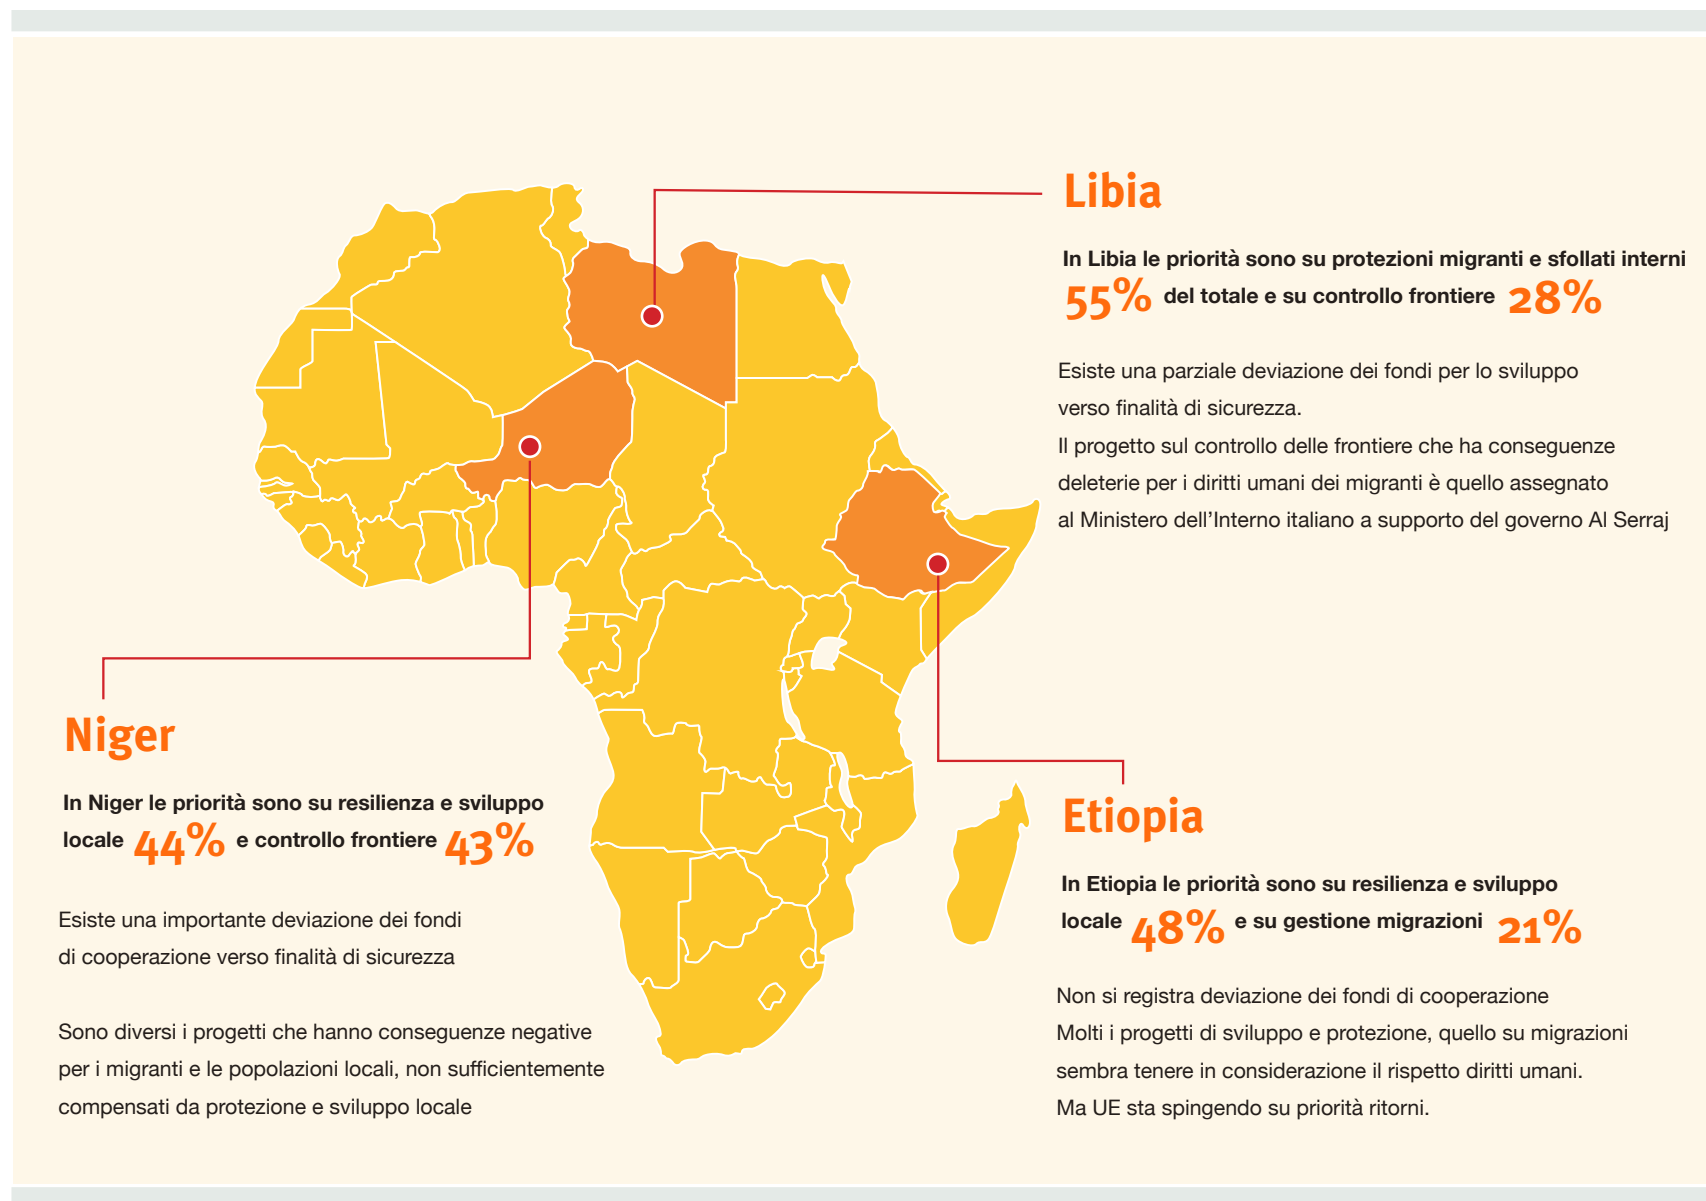 Libia
In Libia le priorità sono su protezioni migranti e sfollati interni
55% del totale e su controllo frontiere 28%
Esiste una parziale deviazione dei fondi per lo sviluppo
verso finalità di sicurezza.
Il progetto sul controllo delle frontiere che ha conseguenze
deleterie per i diritti umani dei migranti è quello assegnato
al Ministero dell'Interno italiano a supporto del governo Al Serraj
Niger
In Niger le priorità sono su resilienza e sviluppo
locale 44% e controllo frontiere 43%
Esiste una importante deviazione dei fondi
di cooperazione verso finalità di sicurezza
Sono diversi i progetti che hanno conseguenze negative
per i migranti e le popolazioni locali, non sufficientemente
compensati da protezione e sviluppo locale
Etiopia
In Etiopia le priorità sono su resilienza e sviluppo
locale 48% e su gestione migrazioni 21%
Non si registra deviazione dei fondi di cooperazione
Molti i progetti di sviluppo e protezione, quello su migrazioni
sembra tenere in considerazione il rispetto diritti umani.
Ma UE sta spingendo su priorità ritorni.